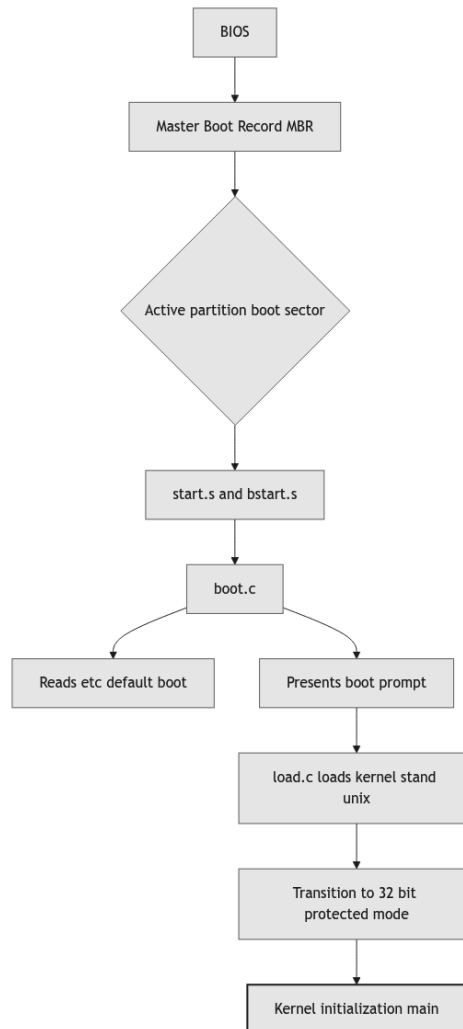 BIOS
Master Boot Record MBR
Active partition boot sector
start.s and bstart.s
boot.c
Reads etc default boot
Presents boot prompt
load.c loads kernel stand
unix
Transition to 32 bit
protected mode
Kernel initialization main